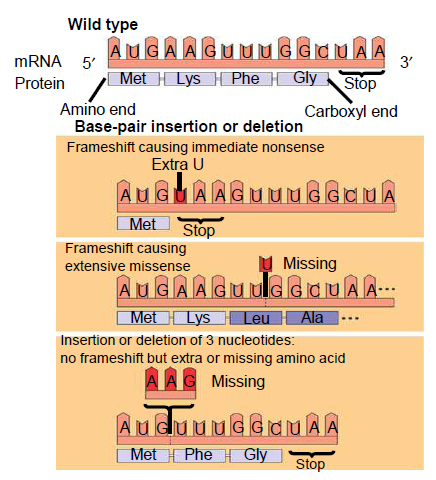 Wild type
A U G A A G U U U G G C U A A
mRNA 5′ 3′
Protein Met Lys Phe Gly Stop
Amino end Carboxyl end
Base-pair insertion or deletion
Frameshift causing immediate nonsense
Extra U
A U G U A A G U U U G G C U A
Met Stop
Frameshift causing
extensive missense
U Missing
A U G A A G U U G G C U A A
Met Lys Leu Ala
Insertion or deletion of 3 nucleotides:
no frameshift but extra or missing amino acid
A A G Missing
A U G U U U G G C U A A
Met Phe Gly Stop